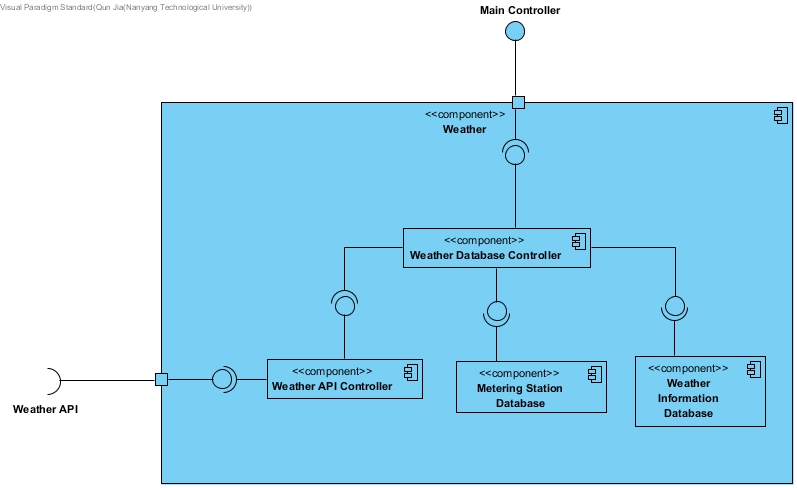 Visual Paradigm Standard(Qun Jia(Nanyang Technological University))
Main Controller
<<component>>
Weather
<<component>>
Weather Database Controller
<<component>>
Weather API Controller
<<component>>
Metering Station
Database
<<component>>
Weather
Information
Database
Weather API